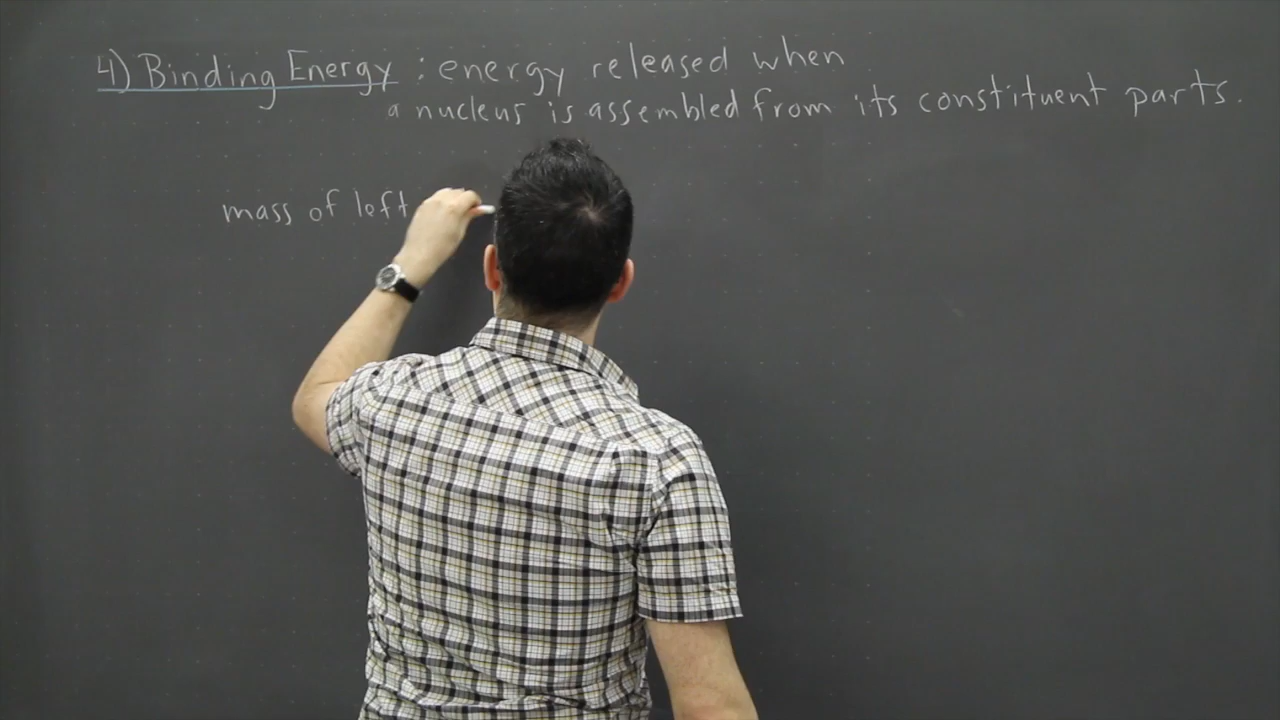 4) Binding Energy : energy released when
a nucleus is assembled from its constituent parts.
mass of left